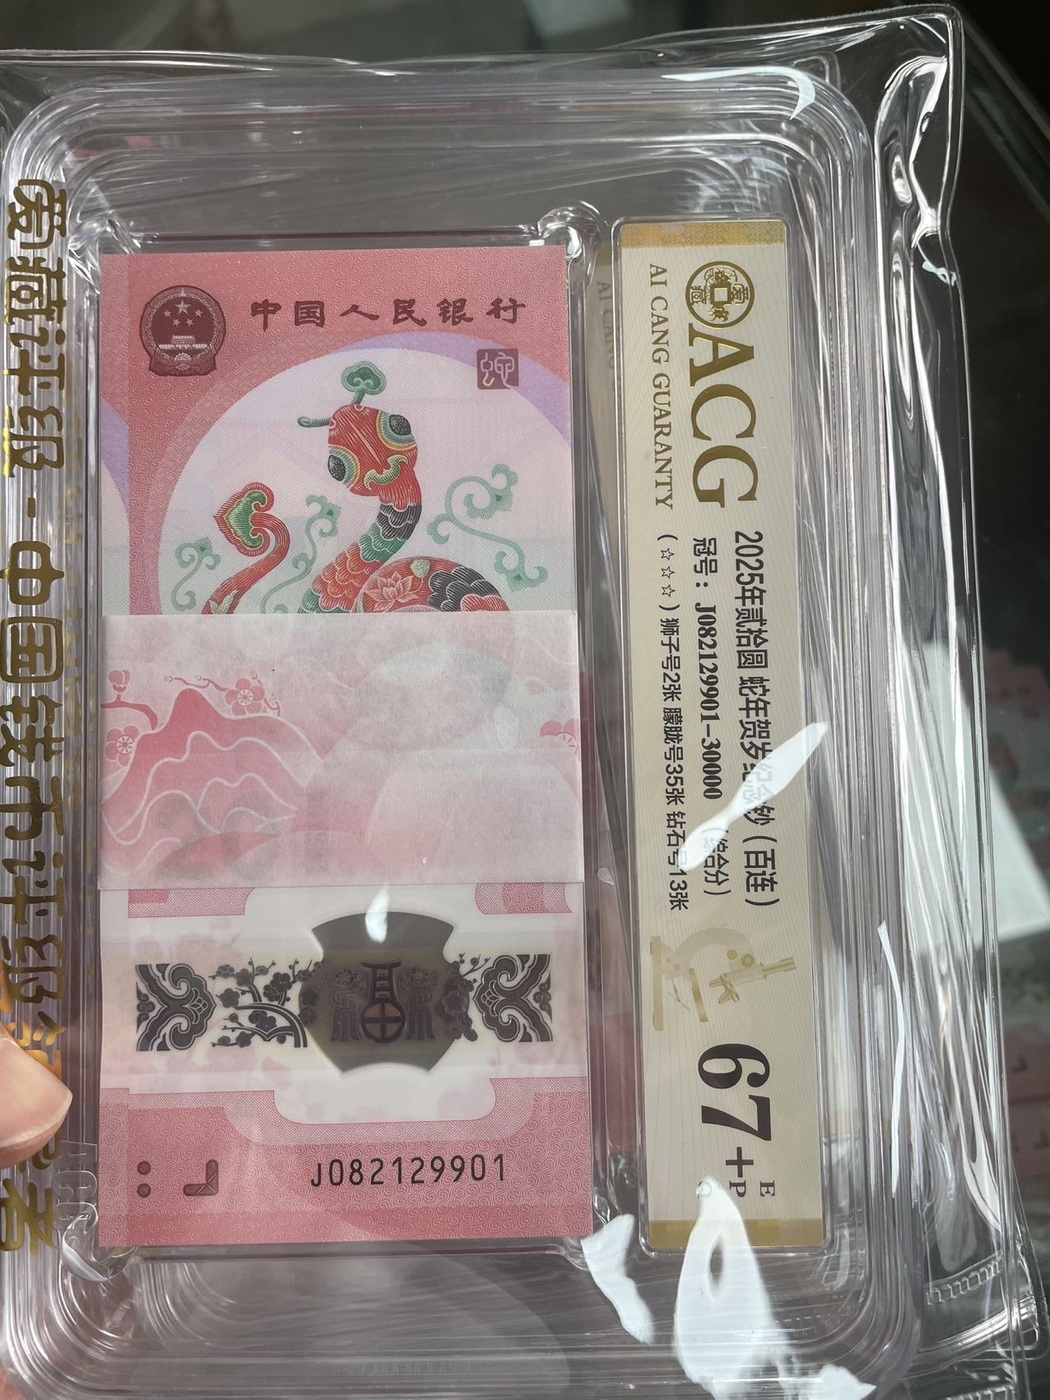 爱藏评级-中国钱币评级
中国人民银行
J082129901
ACG
AI CANG GUARANTY
2025年贰拾圆 蛇年贺岁纪念钞（百连）
冠号：J082129901-30000
（☆☆☆）狮子号2张 朦胧号35张 钻石号13张
67
+
E
P